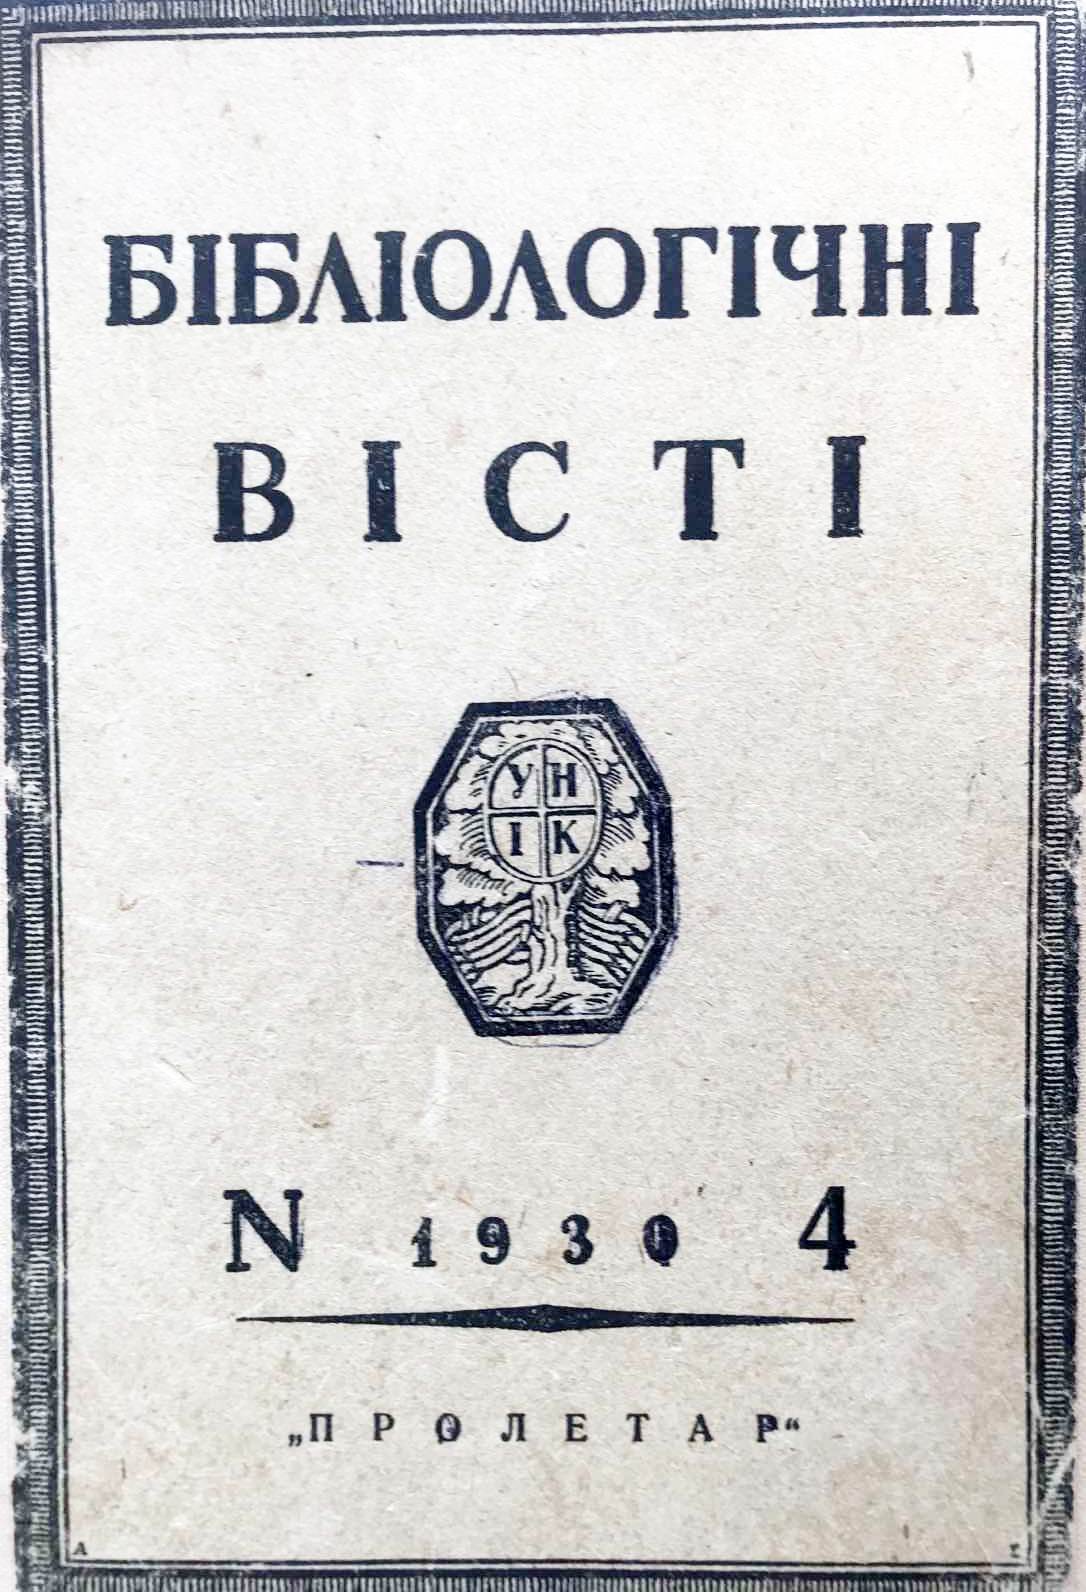 БІБЛІОЛОГІЧНІ
ВІСТІ
УН
ІК
N 1930 4
„ПРОЛЕТАР“
А